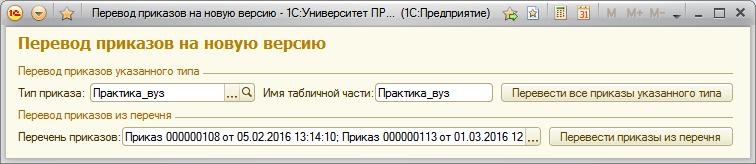 Перевод приказов на новую версию - 1С:Университет ПР... (1С:Предприятие)
M M+ M-
31
Перевод приказов на новую версию
Перевод приказов указанного типа
Тип приказа: Практика_вуз ... Имя табличной части: Практика_вуз Перевести все приказы указанного типа
Перевод приказов из перечня
Перечень приказов: Приказ 000000108 от 05.02.2016 13:14:10; Приказ 000000113 от 01.03.2016 12 ... Перевести приказы из перечня